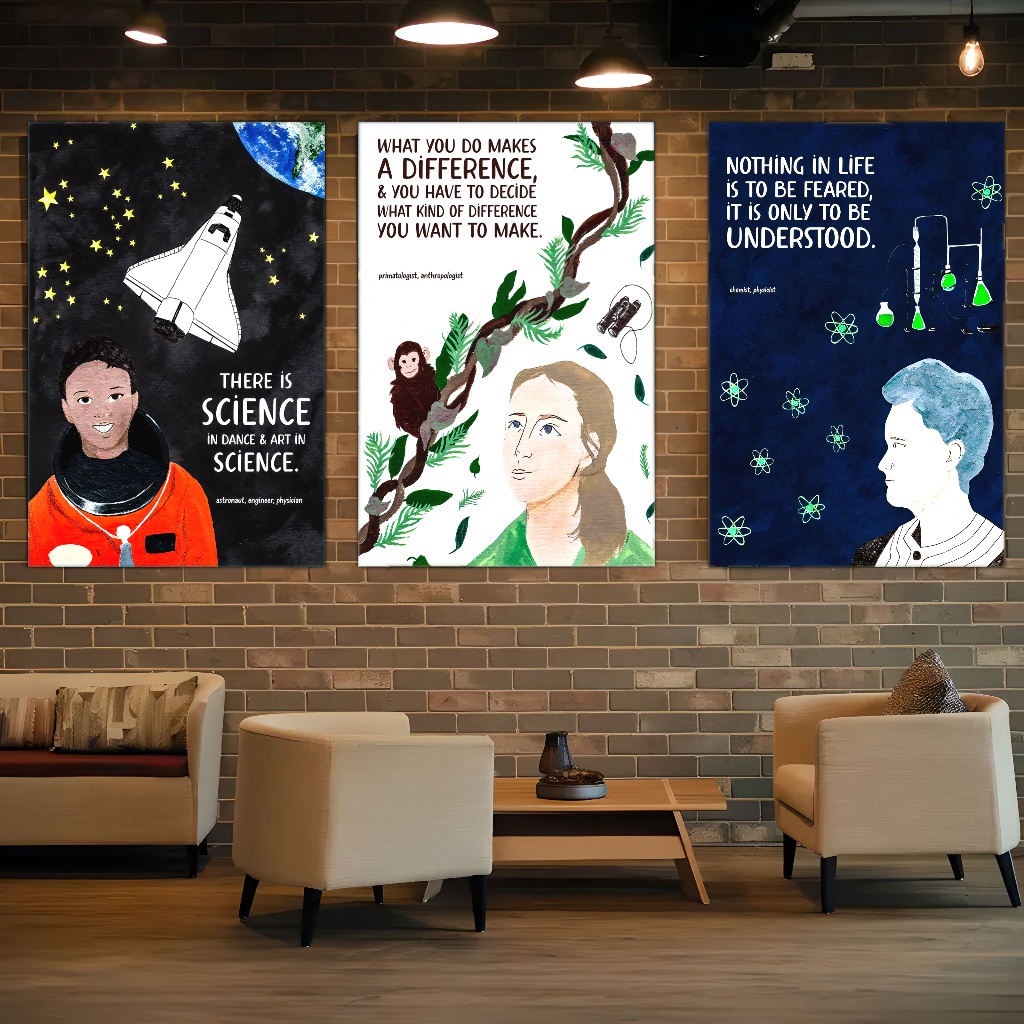 THERE IS
SCIENCE
IN DANCE & ART IN
SCIENCE.
astronaut, engineer, physician
WHAT YOU DO MAKES
A DIFFERENCE,
& YOU HAVE TO DECIDE
WHAT KIND OF DIFFERENCE
YOU WANT TO MAKE.
primatologist, anthropologist
NOTHING IN LIFE
IS TO BE FEARED,
IT IS ONLY TO BE
UNDERSTOOD.
chemist, physicist